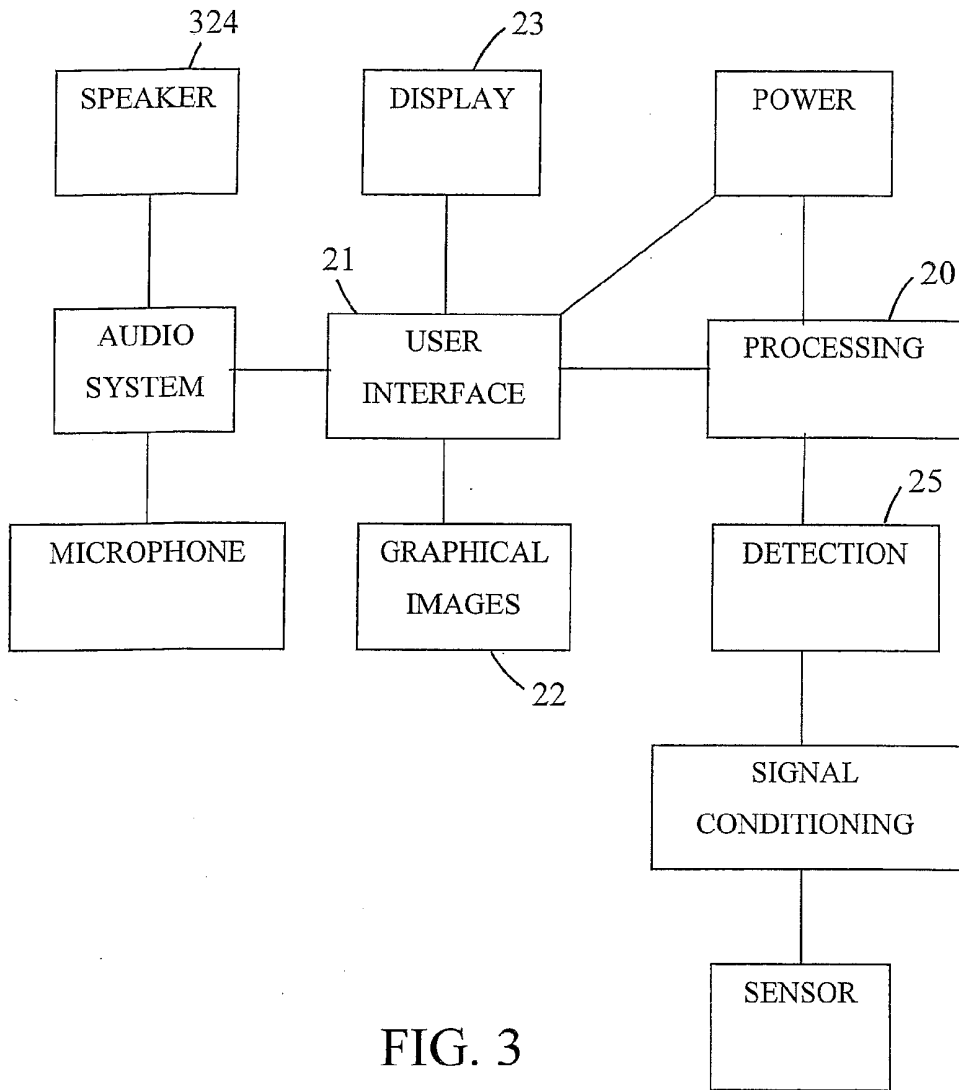 324
23
SPEAKER
DISPLAY
POWER
21
20
AUDIO
SYSTEM
USER
INTERFACE
PROCESSING
25
MICROPHONE
GRAPHICAL
IMAGES
DETECTION
22
SIGNAL
CONDITIONING
SENSOR
FIG. 3